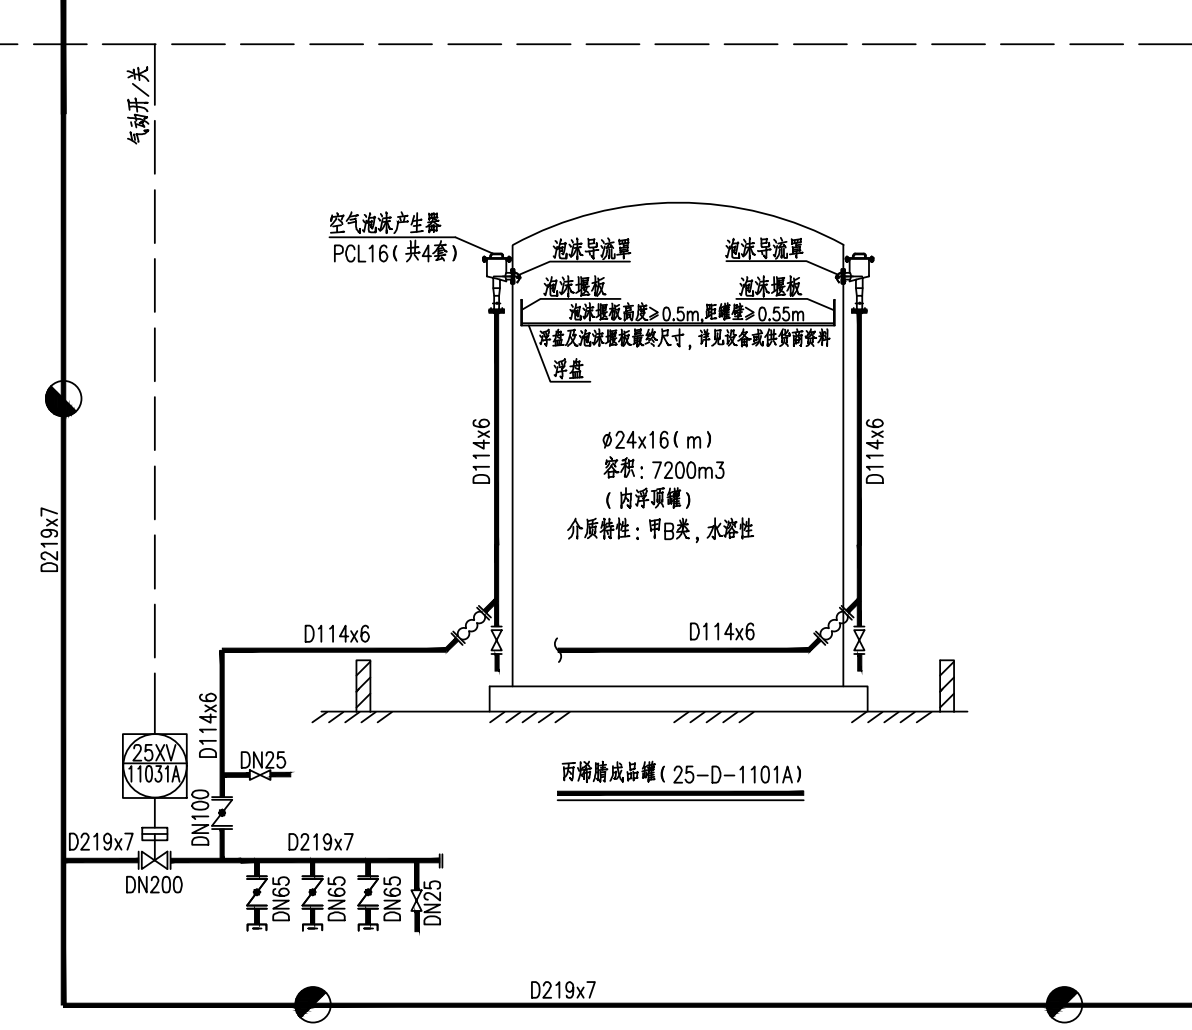 气动开/关
空气泡沫产生器
PCL16(共4套)
泡沫导流罩
泡沫导流罩
泡沫堰板
泡沫堰板
泡沫堰板高度≥0.5m,距罐壁≥0.55m
浮盘及泡沫堰板最终尺寸，详见设备或供货商资料
浮盘
D114x6
D114x6
ø24x16(m)
容积:7200m3
(内浮顶罐)
介质特性:甲B类,水溶性
D219x7
D114x6
D114x6
D114x6
25XV
11031A
DN25
丙烯腈成品罐(25-D-1101A)
DN100
D219x7
D219x7
DN200
DN65
DN65
DN65
DN25
D219x7